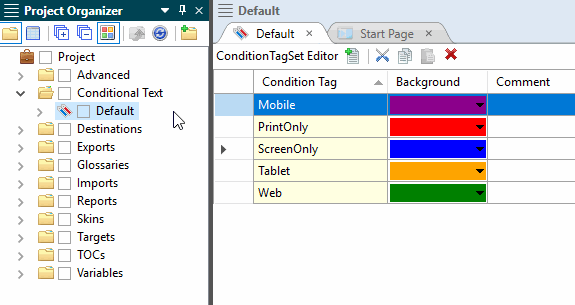 Project Organizer
Project
Advanced
Conditional Text
Default
Destinations
Exports
Glossaries
Imports
Reports
Skins
Targets
TOCs
Variables
Default
Default
Start Page
ConditionTagSet Editor
Condition Tag Background Comment
Mobile
PrintOnly
ScreenOnly
Tablet
Web